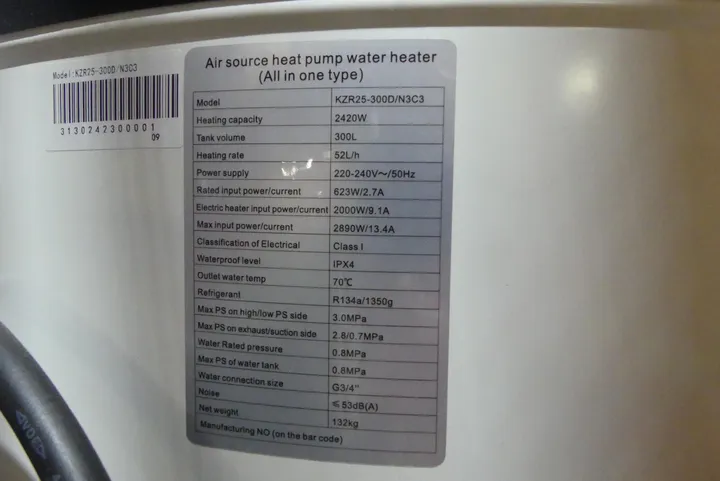 Model:KZR25-300D/N3C3
3130242300001
09
Air source heat pump water heater
(All in one type)
Model KZR25-300D/N3C3
Heating capacity 2420W
Tank volume 300L
Heating rate 52L/h
Power supply 220-240V～/50Hz
Rated input power/current 623W/2.7A
Electric heater input power/current 2000W/9.1A
Max input power/current 2890W/13.4A
Classification of Electrical Class I
Waterproof level IPX4
Outlet water temp 70℃
Refrigerant R134a/1350g
Max PS on high/low PS side 3.0MPa
Max PS on exhaust/suction side 2.8/0.7MPa
Water Rated pressure 0.8MPa
Max PS of water tank 0.8MPa
Water connection size G3/4"
Noise ≤53dB(A)
Net weight 132kg
Manufacturing NO (on the bar code)